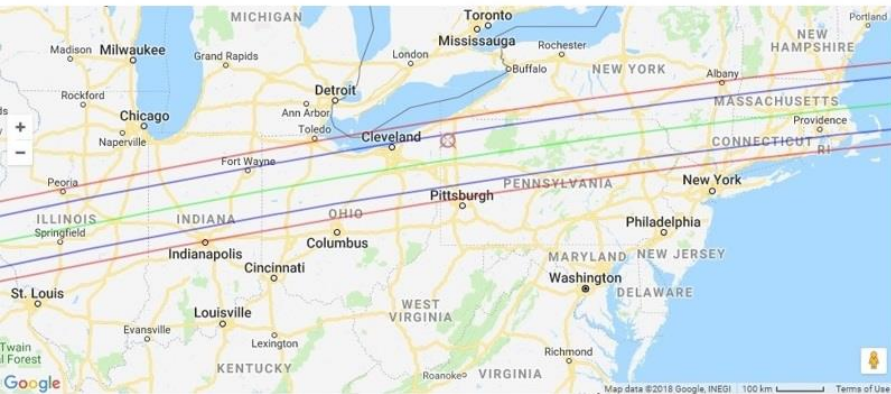 Toronto
Portland
MICHIGAN
Mississauga
NEW
HAMPSHIRE
Madison
Milwaukee
Grand Rapids
London
Rochester
Buffalo
NEW YORK
Albany
Rockford
Detroit
Ann Arbor
MASSACHUSETTS
Chicago
Toledo
Providence
Naperville
Cleveland
CONNECTICUT
RI
Fort Wayne
Peoria
PENNSYLVANIA
New York
Pittsburgh
ILLINOIS
INDIANA
OHIO
Springfield
Philadelphia
Columbus
Indianapolis
MARYLAND
NEW JERSEY
Cincinnati
Washington
DELAWARE
St. Louis
WEST
VIRGINIA
Louisville
Evansville
Lexington
Twain
Forest
Richmond
KENTUCKY
Roanoke
VIRGINIA
Google
Map data ©2018 Google, INEGI
100 km
Terms of Use